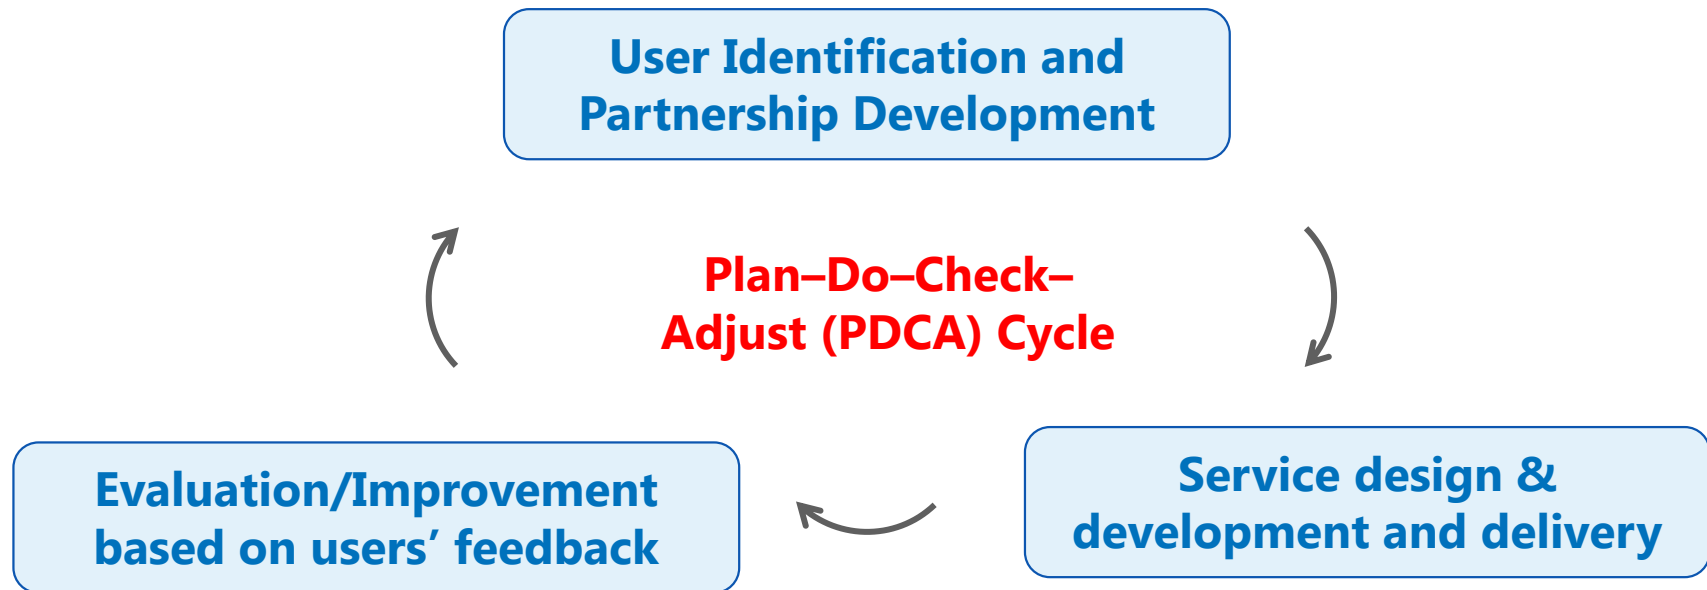 User Identification and
Partnership Development
Plan–Do–Check–
Adjust (PDCA) Cycle
Evaluation/Improvement
based on users’ feedback
Service design &
development and delivery